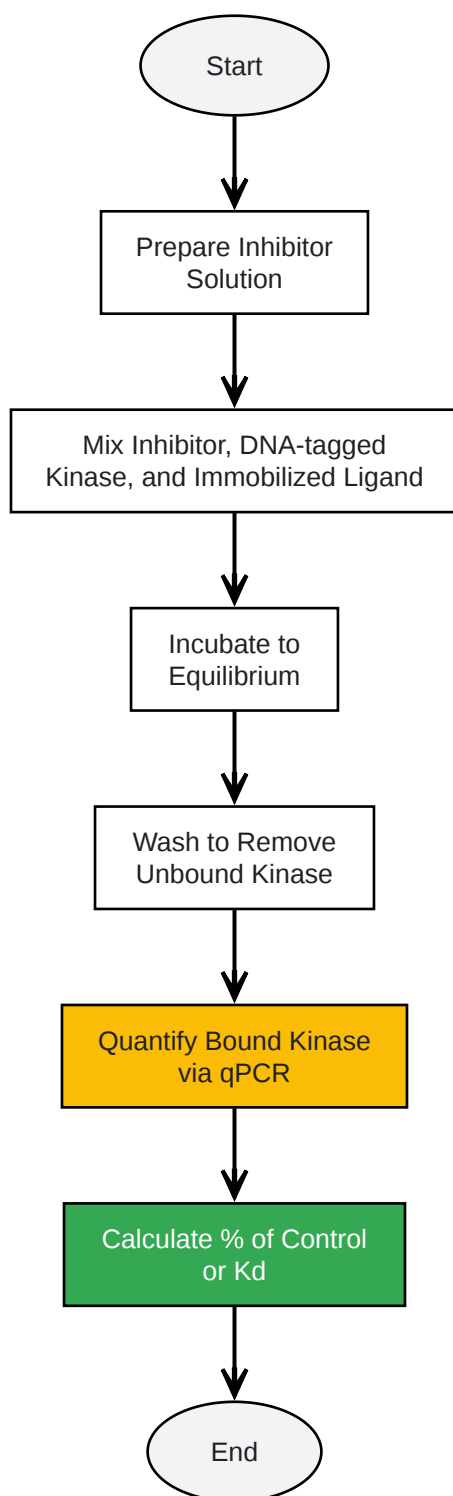 Start
Prepare Inhibitor
Solution
Mix Inhibitor, DNA-tagged
Kinase, and Immobilized Ligand
Incubate to
Equilibrium
Wash to Remove
Unbound Kinase
Quantify Bound Kinase
via qPCR
Calculate % of Control
or Kd
End